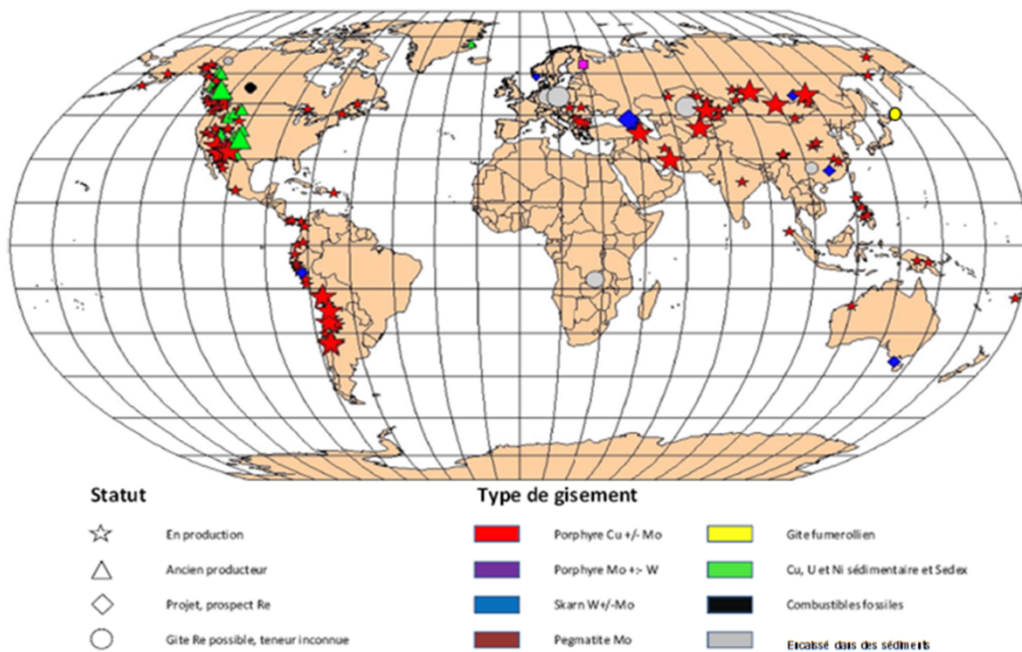 Statut
En production
Ancien producteur
Projet, prospect Re
Gite Re possible, teneur inconnue
Type de gisement
Porphyre Cu +/- Mo
Porphyre Mo +:- W
Skarn W+/-Mo
Pegmatite Mo
Gite fumerollien
Cu, U et Ni sédimentaire et Sedex
Combustibles fossiles
Encaissé dans des sédiments